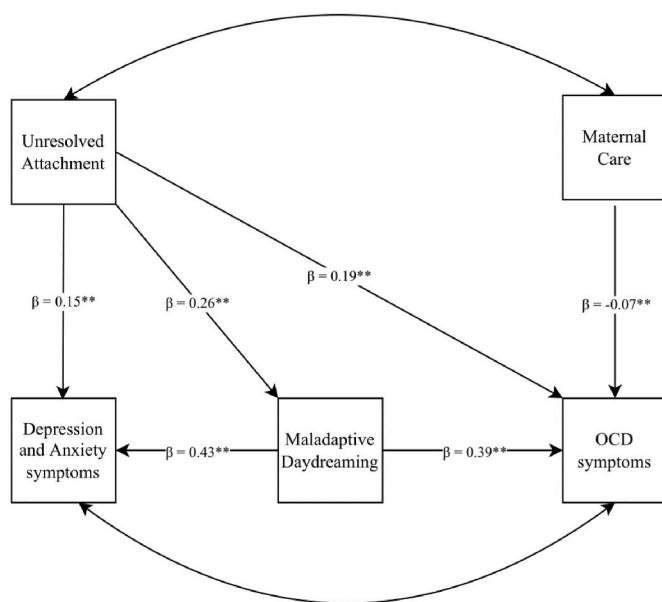 Unresolved
Attachment
Maternal
Care
β = 0.19**
β = 0.15**
β = 0.26**
β = -0.07**
Depression
and Anxiety
symptoms
β = 0.43**
Maladaptive
Daydreaming
β = 0.39**
OCD
symptoms